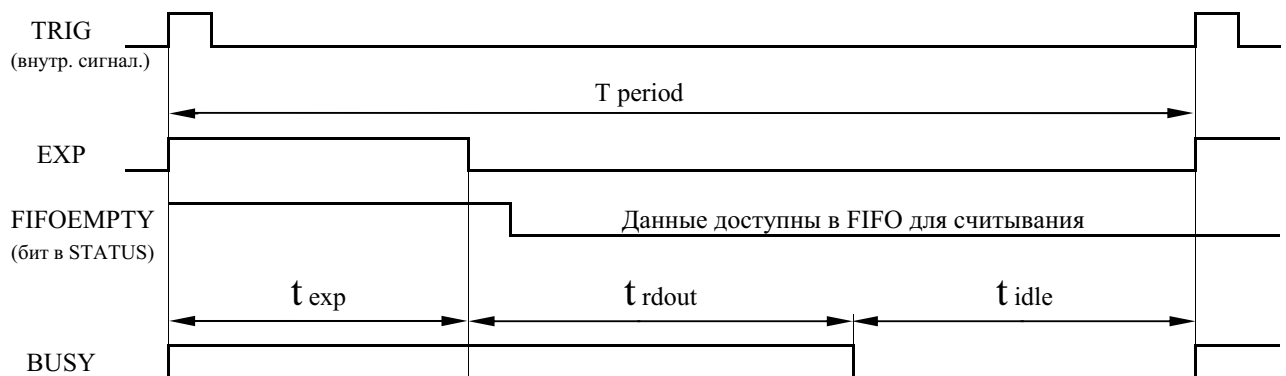 TRIG
(внутр. сигнал.)
T period
EXP
FIFOEMPTY
(бит в STATUS)
Данные доступны в FIFO для считывания
t exp
t rdout
t idle
BUSY